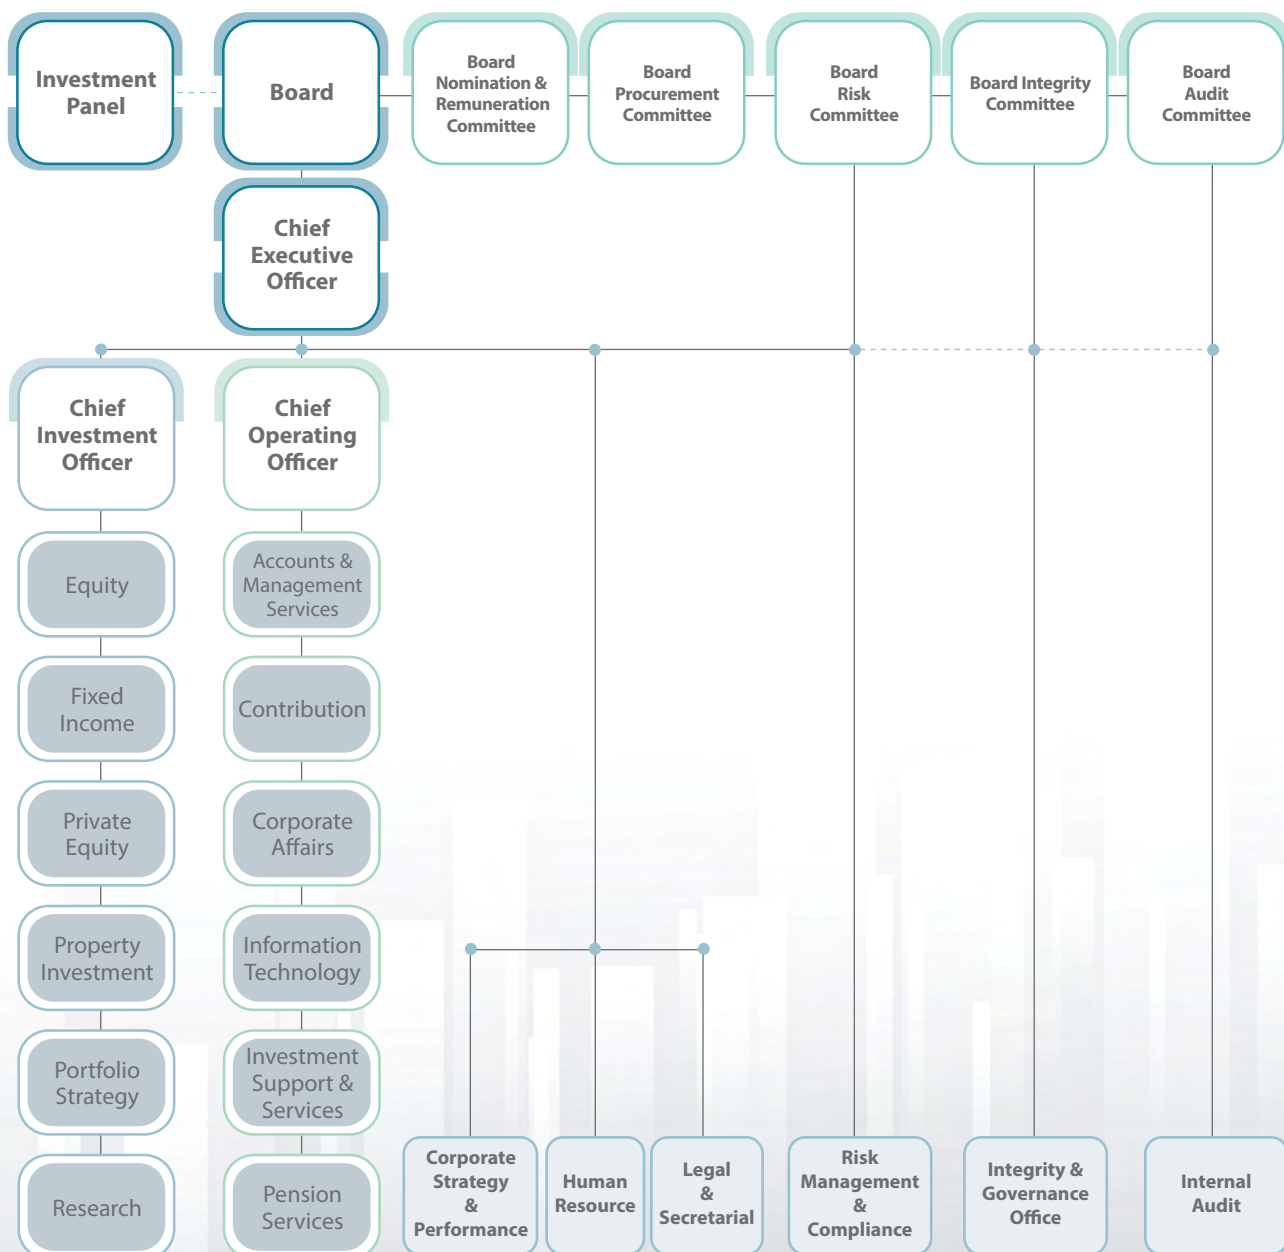 Investment
Panel
Board
Board
Nomination &
Remuneration
Committee
Board
Procurement
Committee
Board
Risk
Committee
Board Integrity
Committee
Board
Audit
Committee
Chief
Executive
Officer
Chief
Investment
Officer
Chief
Operating
Officer
Equity
Accounts &
Management
Services
Fixed
Income
Contribution
Private
Equity
Corporate
Affairs
Property
Investment
Information
Technology
Portfolio
Strategy
Investment
Support &
Services
Research
Pension
Services
Corporate
Strategy
&
Performance
Human
Resource
Legal
&
Secretarial
Risk
Management
&
Compliance
Integrity &
Governance
Office
Internal
Audit